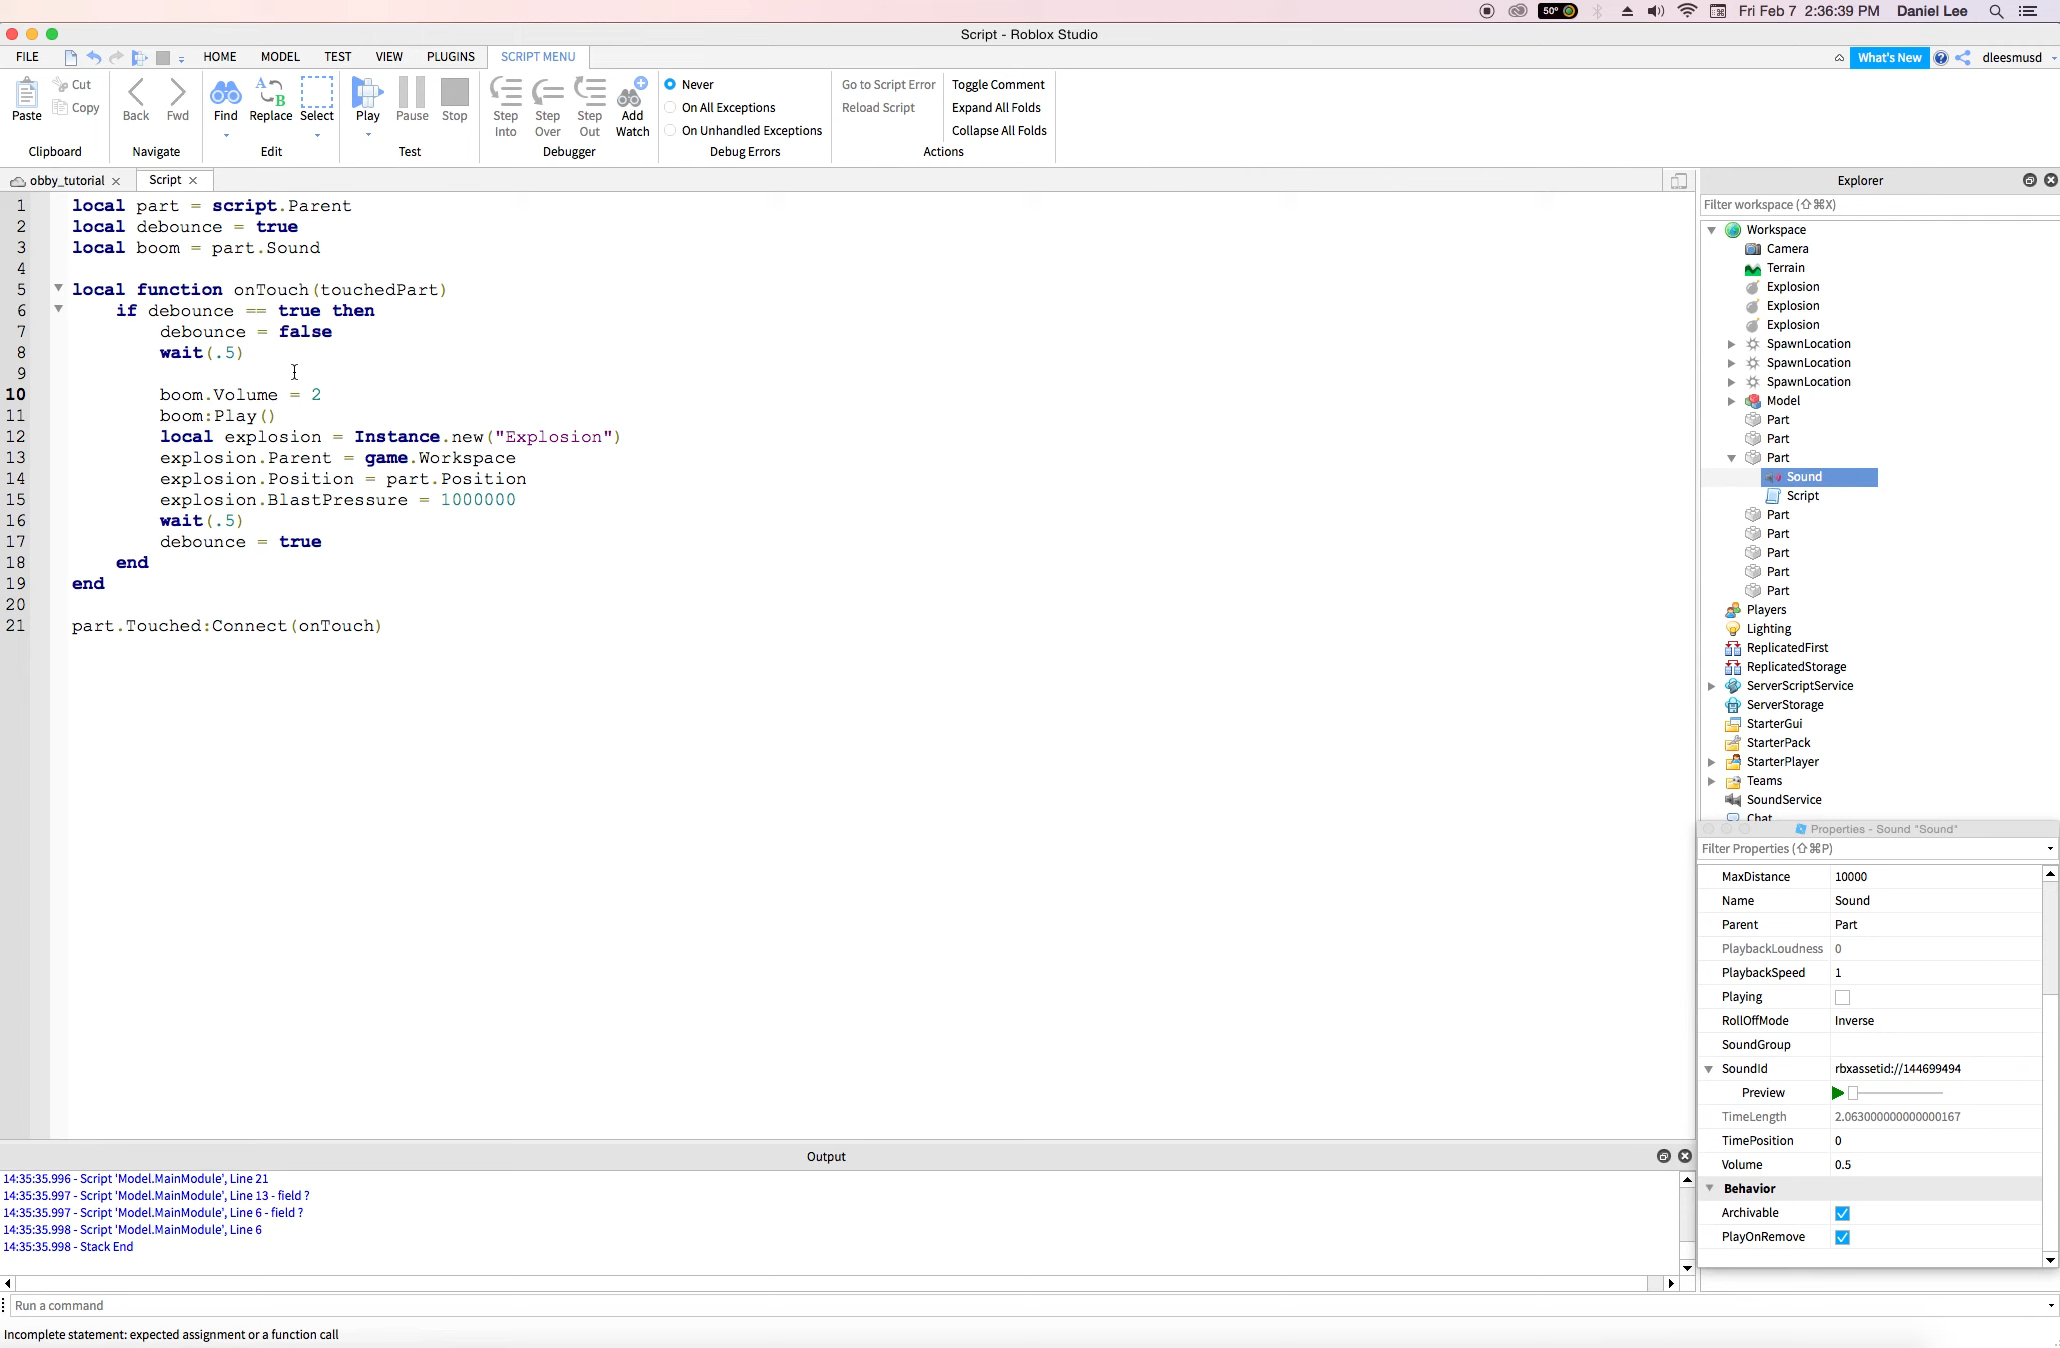 50°
Fri Feb 7 2:36:39 PM Daniel Lee
Script - Roblox Studio
FILE HOME MODEL TEST VIEW PLUGINS SCRIPT MENU What's New dleesmusd
Paste Cut Copy Back Fwd Find Replace Select Play Pause Stop Step Into Step Over Step Out Add Watch
Never
On All Exceptions
On Unhandled Exceptions
Go to Script Error
Reload Script
Toggle Comment
Expand All Folds
Collapse All Folds
Clipboard Navigate Edit Test Debugger Debug Errors Actions
obby_tutorial Script
1 local part = script.Parent
2 local debounce = true
3 local boom = part.Sound
4
5 local function onTouch(touchedPart)
6 if debounce == true then
7 debounce = false
8 wait(.5)
9
10 boom.Volume = 2
11 boom:Play()
12 local explosion = Instance.new("Explosion")
13 explosion.Parent = game.Workspace
14 explosion.Position = part.Position
15 explosion.BlastPressure = 1000000
16 wait(.5)
17 debounce = true
18 end
19 end
20
21 part.Touched:Connect(onTouch)
Explorer
Filter workspace (⇧⌘X)
Workspace
Camera
Terrain
Explosion
Explosion
Explosion
SpawnLocation
SpawnLocation
SpawnLocation
Model
Part
Part
Part
Sound
Script
Part
Part
Part
Part
Part
Players
Lighting
ReplicatedFirst
ReplicatedStorage
ServerScriptService
ServerStorage
StarterGui
StarterPack
StarterPlayer
Teams
SoundService
Chat
Properties - Sound "Sound"
Filter Properties (⇧⌘P)
MaxDistance 10000
Name Sound
Parent Part
PlaybackLoudness 0
PlaybackSpeed 1
Playing
RollOffMode Inverse
SoundGroup
SoundId rbxassetid://144699494
Preview
TimeLength 2.063000000000000167
TimePosition 0
Volume 0.5
Behavior
Archivable
PlayOnRemove
Output
14:35:35.996 - Script 'Model.MainModule', Line 21
14:35:35.997 - Script 'Model.MainModule', Line 13 - field ?
14:35:35.997 - Script 'Model.MainModule', Line 6 - field ?
14:35:35.998 - Script 'Model.MainModule', Line 6
14:35:35.998 - Stack End
Run a command
Incomplete statement: expected assignment or a function call